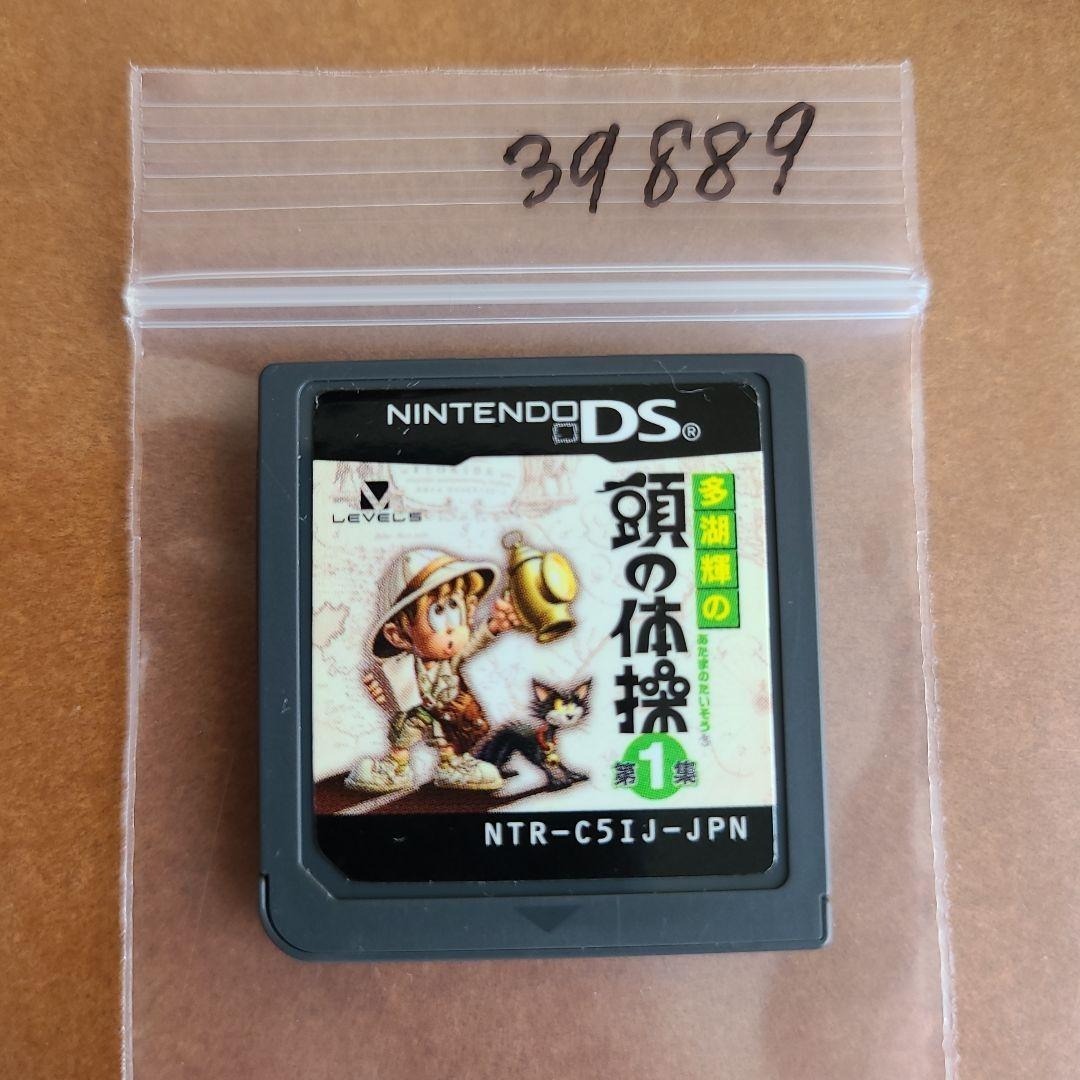 39889
NINTENDO DS®
LEVEL5
多湖輝の
頭の体操
あたまのたいそう
第1集
NTR-C5IJ-JPN